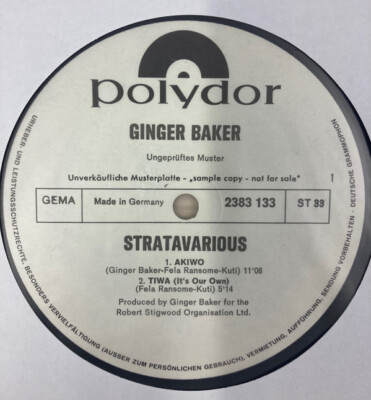 polydor
GINGER BAKER
Ungeprüftes Muster
Unverkäufliche Musterplatte - „sample copy - not for sale"
1
GEMA
Made in Germany
2383 133
ST 33
STRATAVARIOUS
1. AKIWO
(Ginger Baker-Fela Ransome-Kuti) 11'08
2. TIWA (It's Our Own)
(Fela Ransome-Kuti) 5'14
Produced by Ginger Baker for the
Robert Stigwood Organisation Ltd.
URHEBER- UND LEISTUNGSSCHUTZRECHTE, BESONDERS VERVIELFÄLTIGUNG (AUSSER ZUM PERSÖNLICHEN GEBRAUCH), VERMIETUNG, AUFFÜHRUNG, SENDUNG VORBEHALTEN · DEUTSCHE GRAMMOPHON